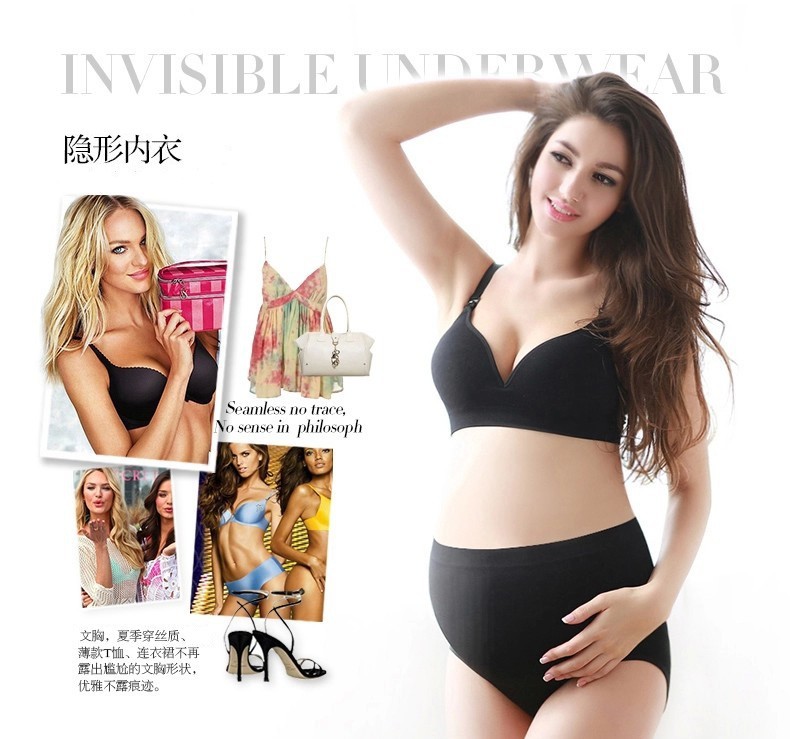 INVISIBLE UNDERWEAR
隐形内衣
Seamless no trace,
No sense in philosoph
文胸，夏季穿丝质、
薄款T恤、连衣裙不再
露出尴尬的文胸形状，
优雅不露痕迹。